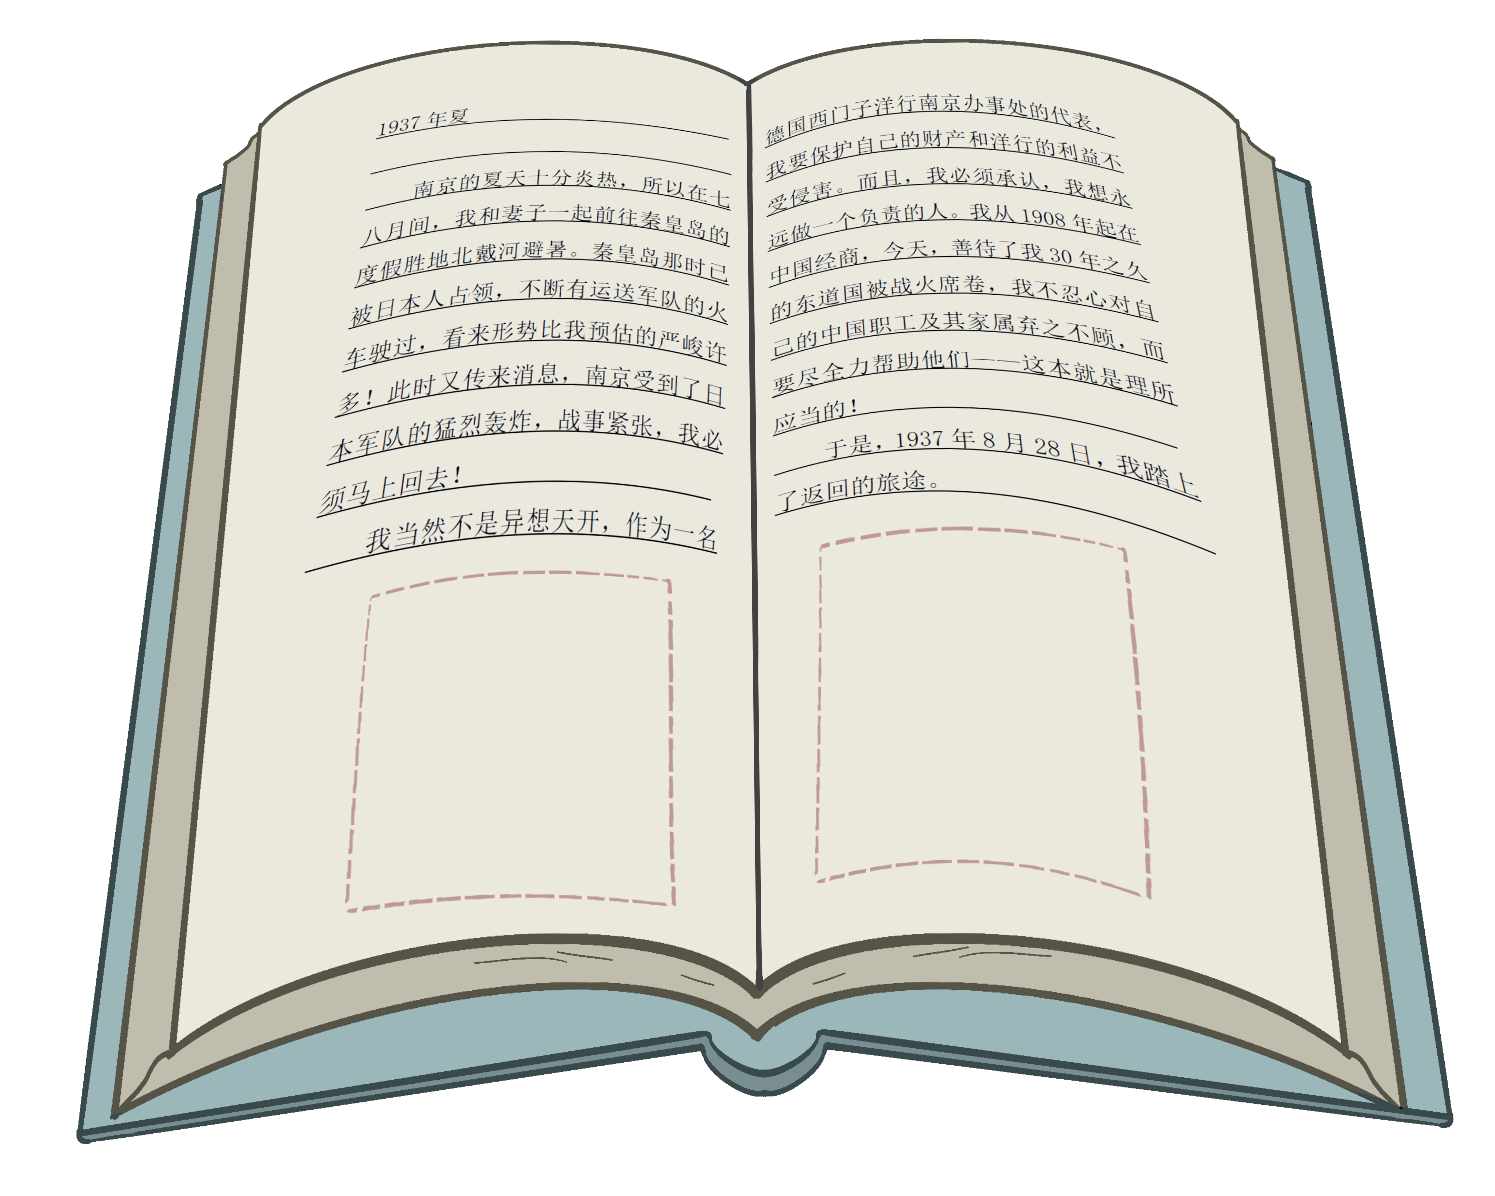 1937 年夏
南京的夏天十分炎热，所以在七
八月间，我和妻子一起前往秦皇岛的
度假胜地北戴河避暑。秦皇岛那时已
被日本人占领，不断有运送军队的火
车驶过，看来形势比我预估的严峻许
多！此时又传来消息，南京受到了日
本军队的猛烈轰炸，战事紧张，我必
须马上回去！
我当然不是异想天开，作为一名
德国西门子洋行南京办事处的代表，
我要保护自己的财产和洋行的利益不
受侵害。而且，我必须承认，我想永
远做一个负责的人。我从 1908 年起在
中国经商，今天，善待了我 30 年之久
的东道国被战火席卷，我不忍心对自
己的中国职工及其家属弃之不顾，而
要尽全力帮助他们——这本就是理所
应当的！
于是，1937 年 8 月 28 日，我踏上
了返回的旅途。